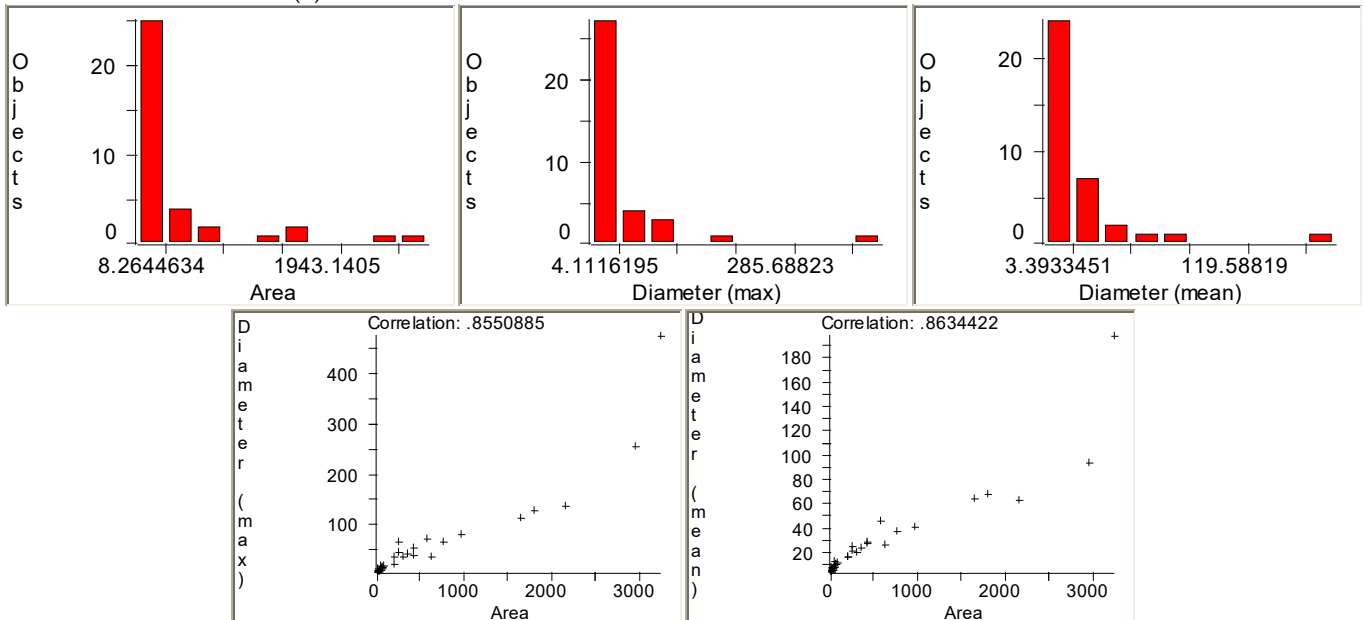 Objects
20
10
0
8.2644634 1943.1405
Area
Objects
20
10
0
4.1116195 285.68823
Diameter (max)
Objects
20
10
0
3.3933451 119.58819
Diameter (mean)
Correlation: .8550885
Diameter (max)
400
300
200
100
0 1000 2000 3000
Area
Correlation: .8634422
Diameter (mean)
180
160
140
120
100
80
60
40
20
0 1000 2000 3000
Area